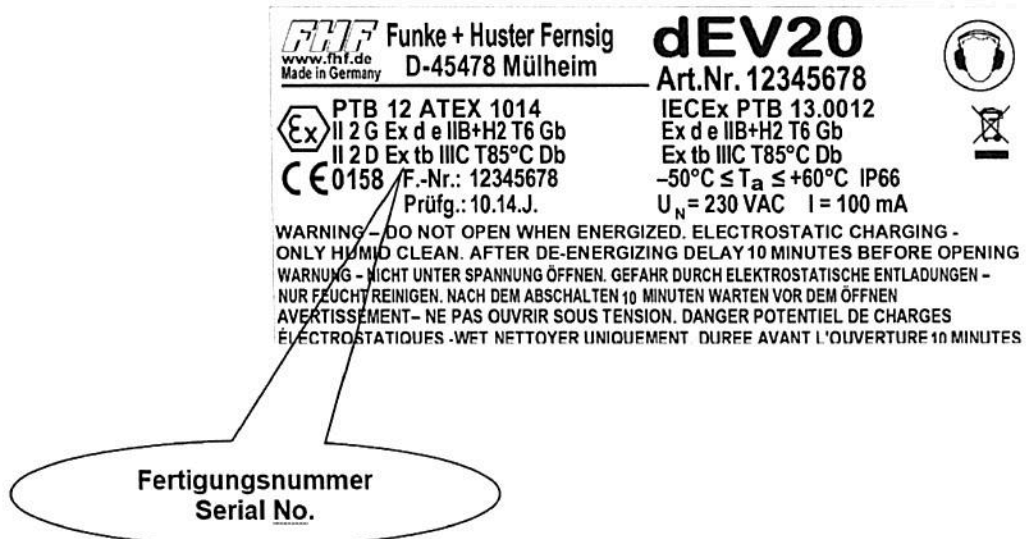 FHF Funke + Huster Fernsig
www.fhf.de
Made in Germany D-45478 Mülheim
dEV20
Art.Nr. 12345678
Ex PTB 12 ATEX 1014
II 2 G Ex d e IIB+H2 T6 Gb
II 2 D Ex tb IIIC T85°C Db
CE 0158 F.-Nr.: 12345678
Prüfg.: 10.14.J.
IECEx PTB 13.0012
Ex d e IIB+H2 T6 Gb
Ex tb IIIC T85°C Db
–50°C ≤ Ta ≤ +60°C IP66
UN = 230 VAC I = 100 mA
WARNING – DO NOT OPEN WHEN ENERGIZED. ELECTROSTATIC CHARGING -
ONLY HUMID CLEAN. AFTER DE-ENERGIZING DELAY 10 MINUTES BEFORE OPENING
WARNUNG – NICHT UNTER SPANNUNG ÖFFNEN. GEFAHR DURCH ELEKTROSTATISCHE ENTLADUNGEN –
NUR FEUCHT REINIGEN. NACH DEM ABSCHALTEN 10 MINUTEN WARTEN VOR DEM ÖFFNEN
AVERTISSEMENT– NE PAS OUVRIR SOUS TENSION. DANGER POTENTIEL DE CHARGES
ÉLECTROSTATIQUES -WET NETTOYER UNIQUEMENT. DUREE AVANT L'OUVERTURE 10 MINUTES
Fertigungsnummer
Serial No.